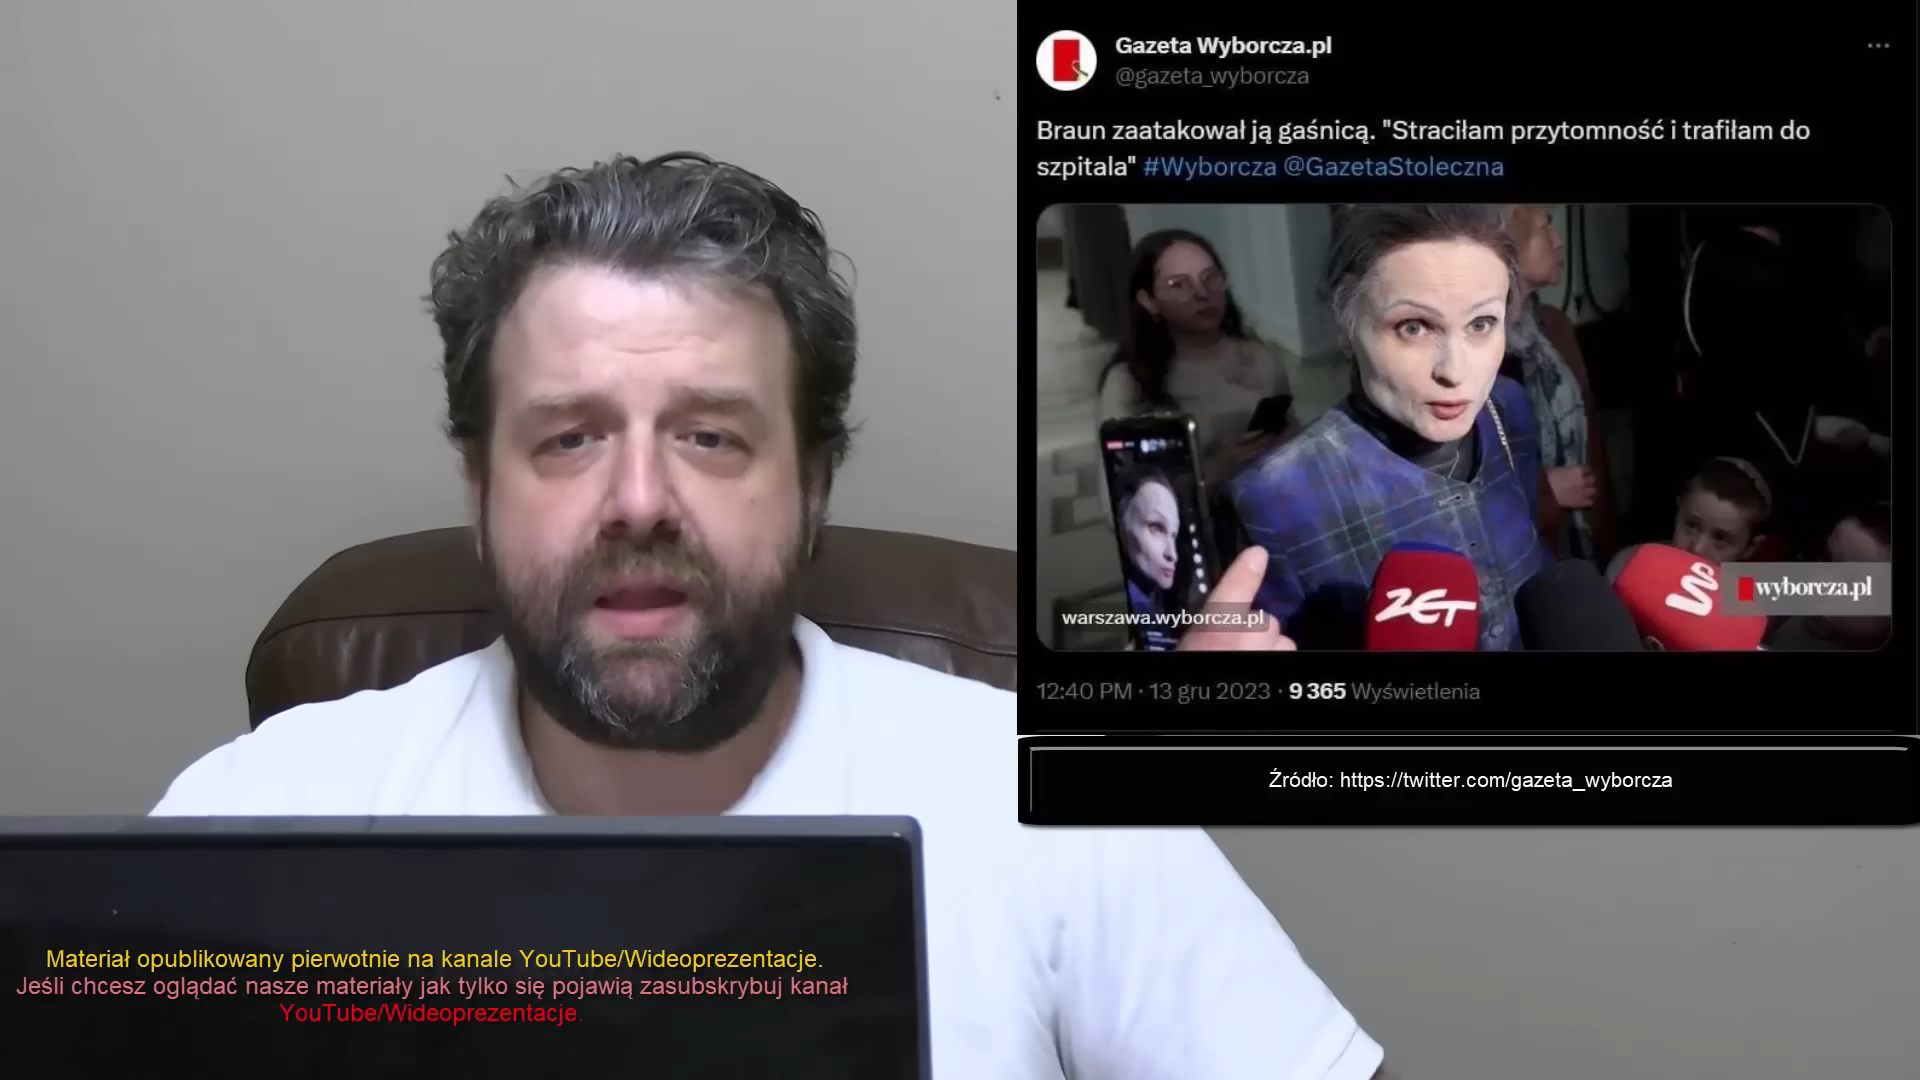 Gazeta Wyborcza.pl
@gazeta_wyborcza
Braun zaatakował ją gaśnicą. "Straciłam przytomność i trafiłam do
szpitala" #Wyborcza @GazetaStoleczna
ZET
wyborcza.pl
warszawa.wyborcza.pl
12:40 PM · 13 gru 2023 · 9 365 Wyświetlenia
Źródło: https://twitter.com/gazeta_wyborcza
Materiał opublikowany pierwotnie na kanale YouTube/Wideoprezentacje.
Jeśli chcesz oglądać nasze materiały jak tylko się pojawią zasubskrybuj kanał
YouTube/Wideoprezentacje.